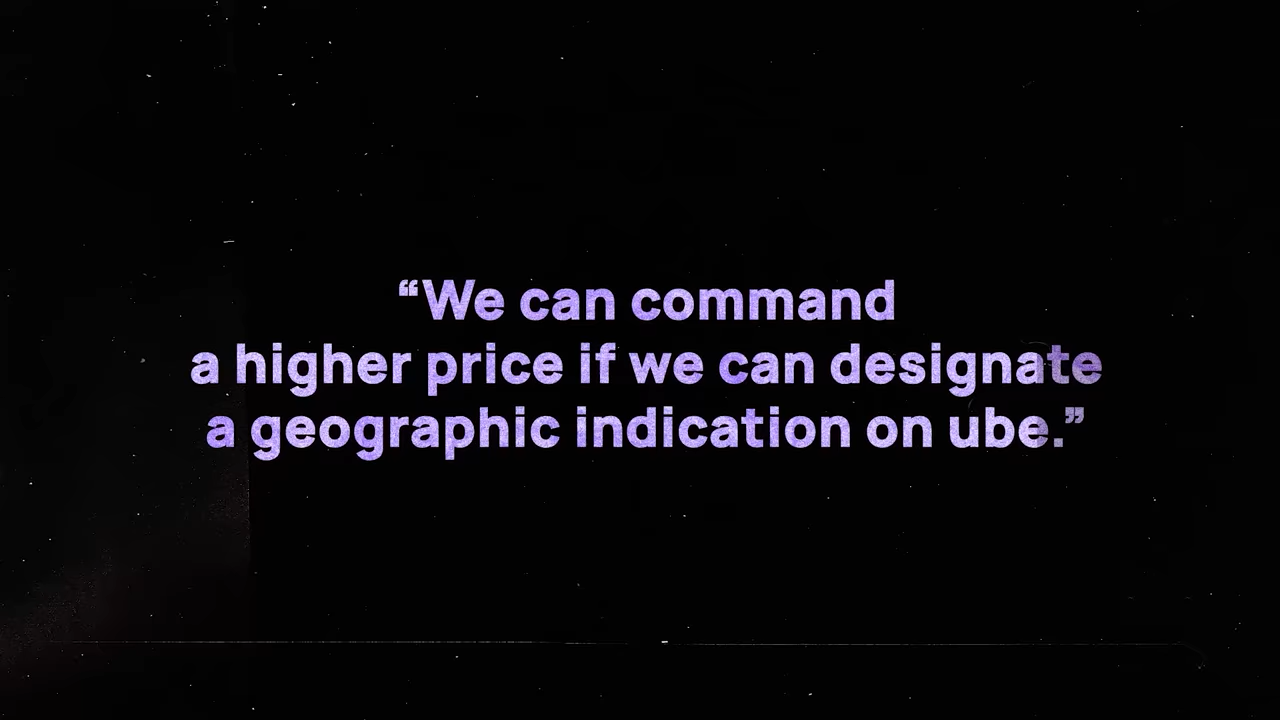 “We can command
a higher price if we can designate
a geographic indication on ube.”